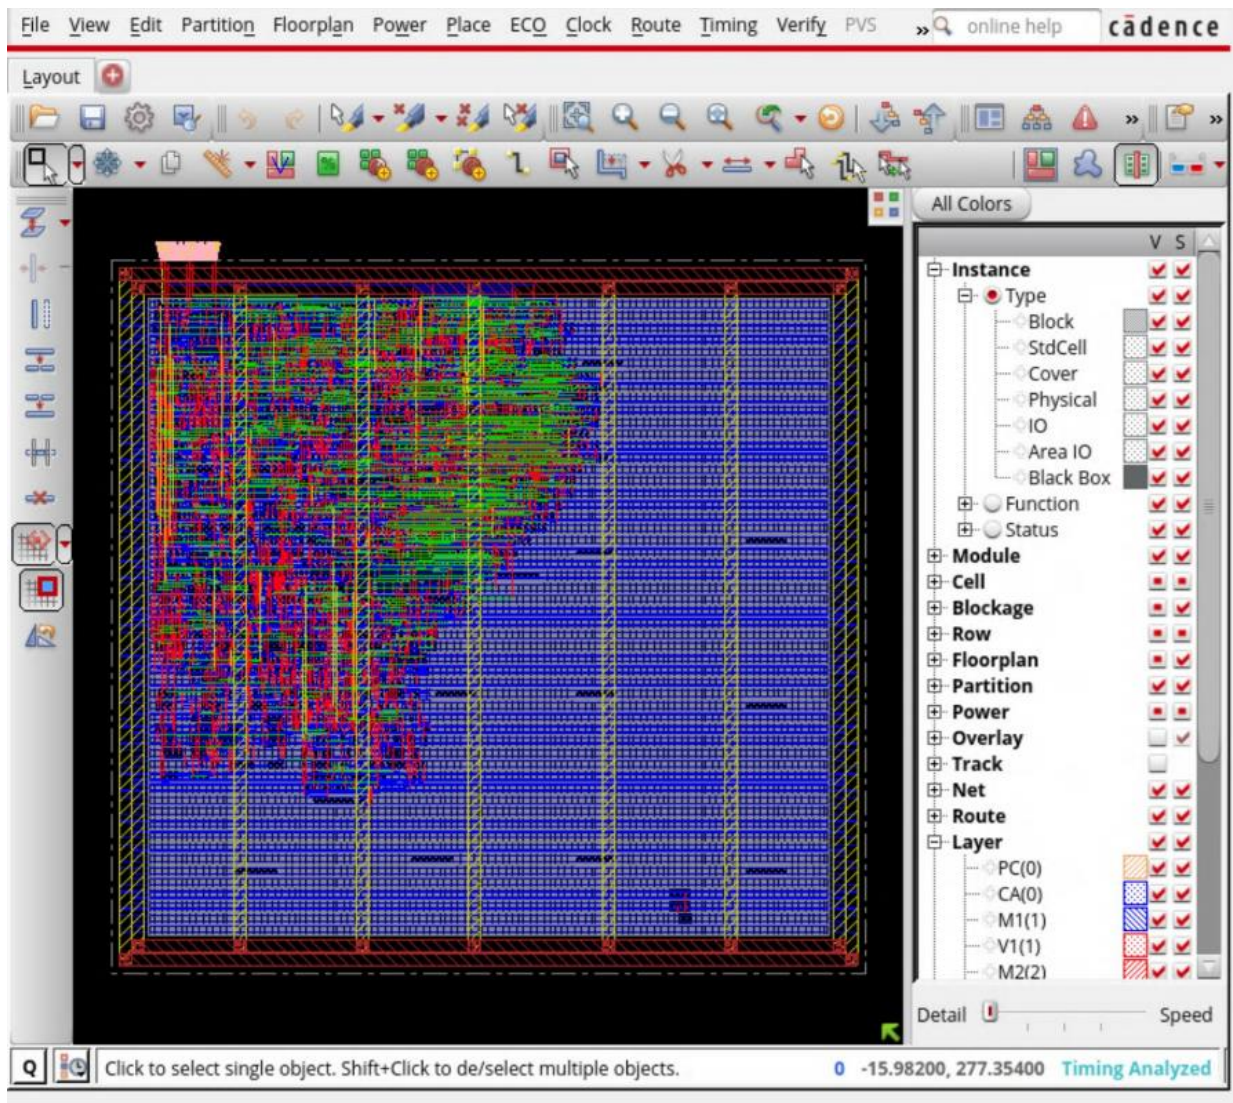 File View Edit Partition Floorplan Power Place ECO Clock Route Timing Verify PVS » online help cādence
Layout
» »
All Colors
V S
Instance
Type
Block
StdCell
Cover
Physical
IO
Area IO
Black Box
Function
Status
Module
Cell
Blockage
Row
Floorplan
Partition
Power
Overlay
Track
Net
Route
Layer
PC(0)
CA(0)
M1(1)
V1(1)
M2(2)
Detail Speed
Q Click to select single object. Shift+Click to de/select multiple objects. 0 -15.98200, 277.35400 Timing Analyzed